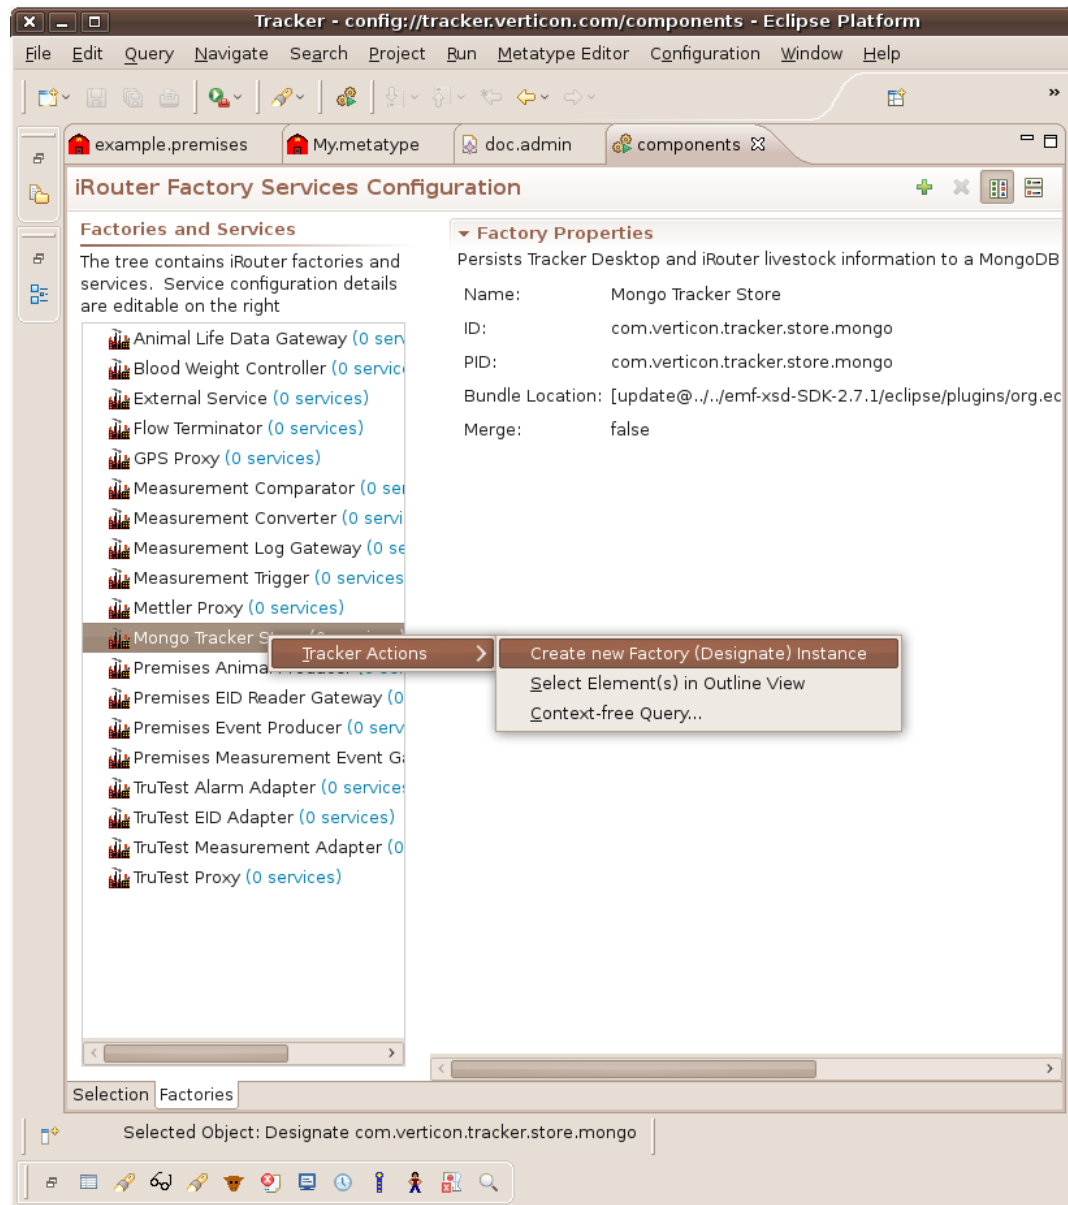 Tracker - config://tracker.verticon.com/components - Eclipse Platform
File Edit Query Navigate Search Project Run Metatype Editor Configuration Window Help
example.premises My.metatype doc.admin components
iRouter Factory Services Configuration
Factories and Services
The tree contains iRouter factories and
services. Service configuration details
are editable on the right
Animal Life Data Gateway (0 serv
Blood Weight Controller (0 service
External Service (0 services)
Flow Terminator (0 services)
GPS Proxy (0 services)
Measurement Comparator (0 ser
Measurement Converter (0 servi
Measurement Log Gateway (0 se
Measurement Trigger (0 services
Mettler Proxy (0 services)
Mongo Tracker S
Premises Anima
Premises EID Reader Gateway (0
Premises Event Producer (0 serv
Premises Measurement Event Ga
TruTest Alarm Adapter (0 services
TruTest EID Adapter (0 services)
TruTest Measurement Adapter (0
TruTest Proxy (0 services)
Factory Properties
Persists Tracker Desktop and iRouter livestock information to a MongoDB
Name: Mongo Tracker Store
ID: com.verticon.tracker.store.mongo
PID: com.verticon.tracker.store.mongo
Bundle Location: [update@../../emf-xsd-SDK-2.7.1/eclipse/plugins/org.ec
Merge: false
Tracker Actions
Create new Factory (Designate) Instance
Select Element(s) in Outline View
Context-free Query...
Selection Factories
Selected Object: Designate com.verticon.tracker.store.mongo